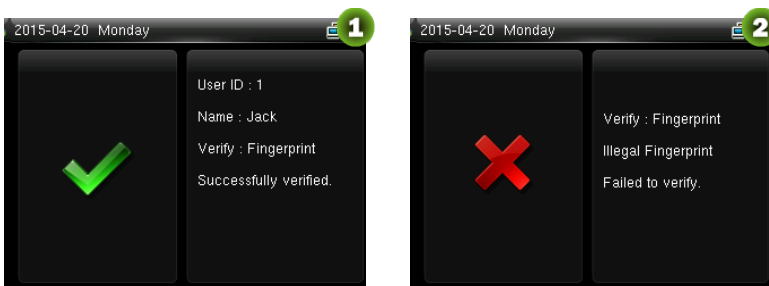 2015-04-20 Monday
1
User ID : 1
Name : Jack
Verify : Fingerprint
Successfully verified.
2015-04-20 Monday
2
Verify : Fingerprint
Illegal Fingerprint
Failed to verify.